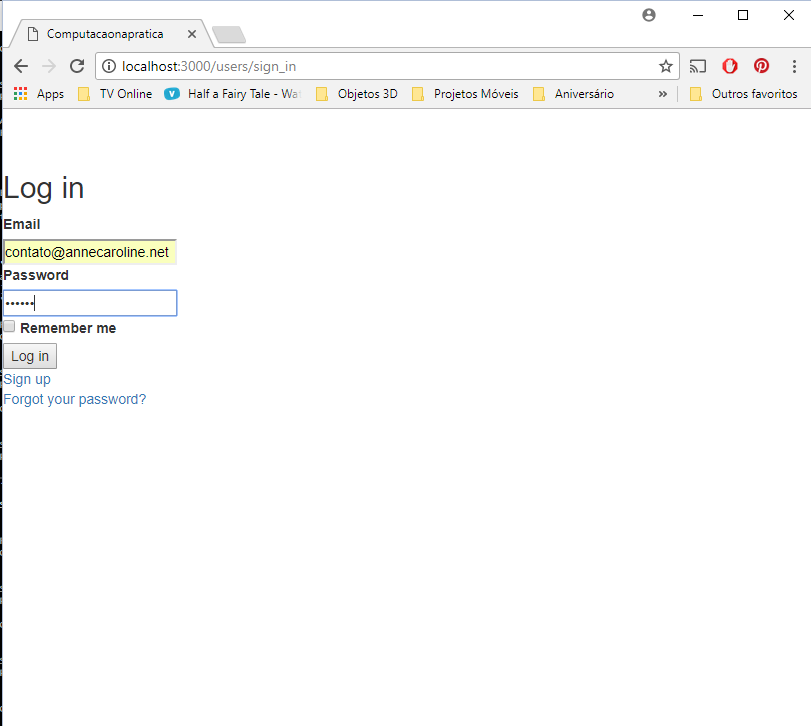 Computacaonapratica
localhost:3000/users/sign_in
Apps TV Online Half a Fairy Tale - Wa Objetos 3D Projetos Móveis Aniversário » Outros favoritos
Log in
Email
contato@annecaroline.net
Password
••••••
Remember me
Log in
Sign up
Forgot your password?